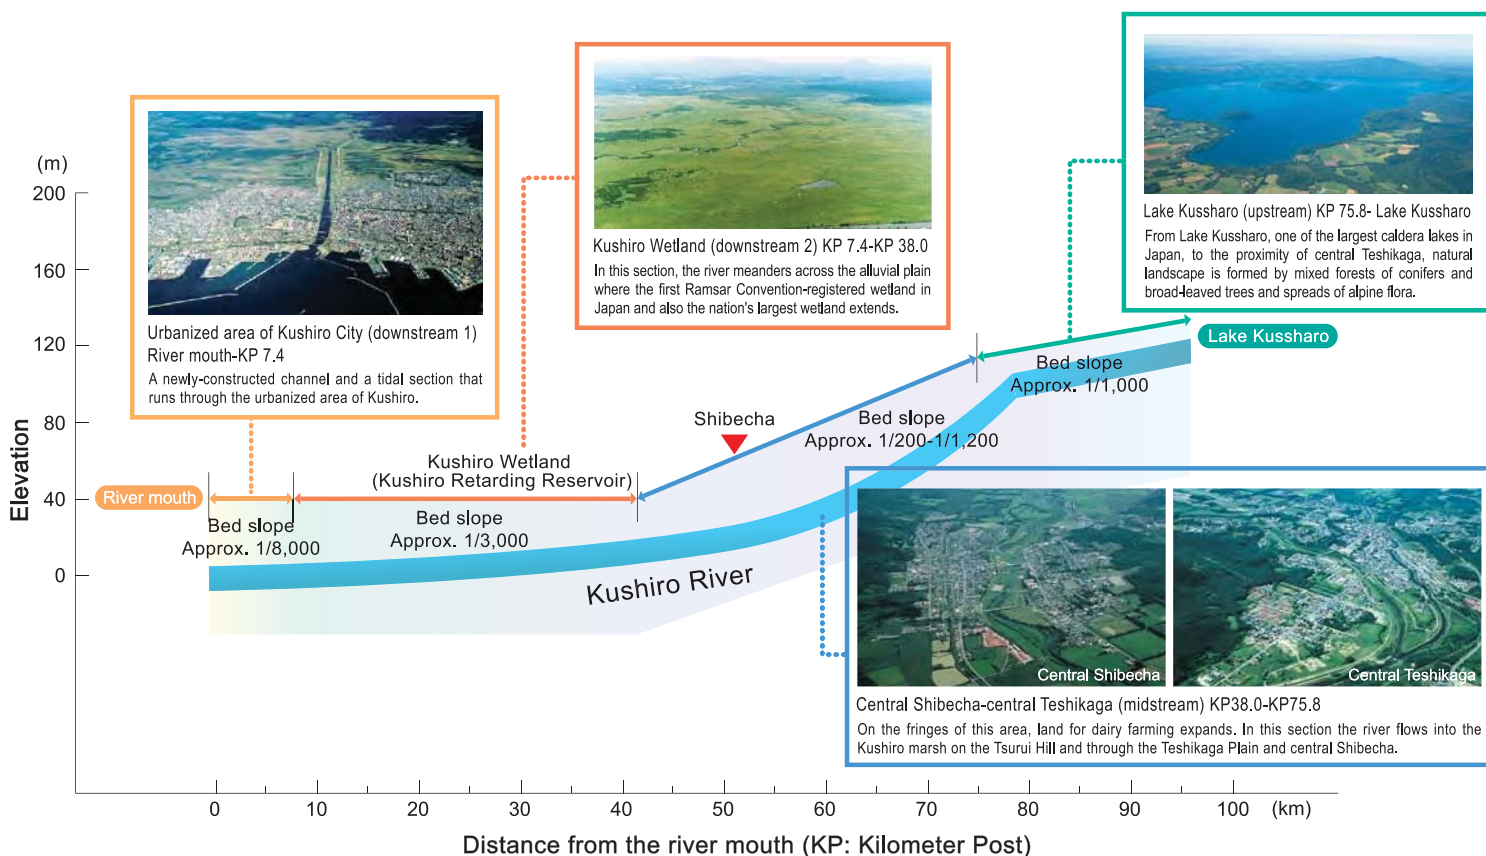 (m)
200
160
120
80
40
0
Elevation
Urbanized area of Kushiro City (downstream 1)
River mouth-KP 7.4
A newly-constructed channel and a tidal section that
runs through the urbanized area of Kushiro.
Kushiro Wetland (downstream 2) KP 7.4-KP 38.0
In this section, the river meanders across the alluvial plain
where the first Ramsar Convention-registered wetland in
Japan and also the nation's largest wetland extends.
Lake Kussharo (upstream) KP 75.8- Lake Kussharo
From Lake Kussharo, one of the largest caldera lakes in
Japan, to the proximity of central Teshikaga, natural
landscape is formed by mixed forests of conifers and
broad-leaved trees and spreads of alpine flora.
Lake Kussharo
Bed slope
Approx. 1/1,000
Shibecha
Bed slope
Approx. 1/200-1/1,200
Kushiro Wetland
(Kushiro Retarding Reservoir)
River mouth
Bed slope
Approx. 1/8,000
Bed slope
Approx. 1/3,000
Kushiro River
Central Shibecha
Central Teshikaga
Central Shibecha-central Teshikaga (midstream) KP38.0-KP75.8
On the fringes of this area, land for dairy farming expands. In this section the river flows into the
Kushiro marsh on the Tsurui Hill and through the Teshikaga Plain and central Shibecha.
0 10 20 30 40 50 60 70 80 90 100 (km)
Distance from the river mouth (KP: Kilometer Post)